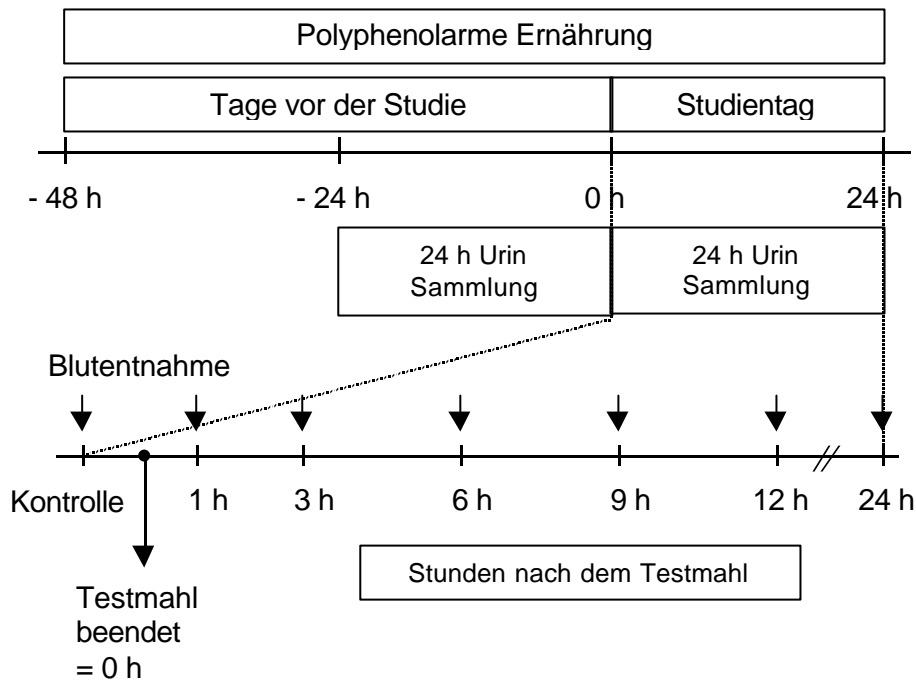 Polyphenolarme Ernährung
Tage vor der Studie
Studientag
- 48 h
- 24 h
0 h
24 h
24 h Urin
Sammlung
24 h Urin
Sammlung
Blutentnahme
Kontrolle
1 h
3 h
6 h
9 h
12 h
24 h
Testmahl
beendet
= 0 h
Stunden nach dem Testmahl